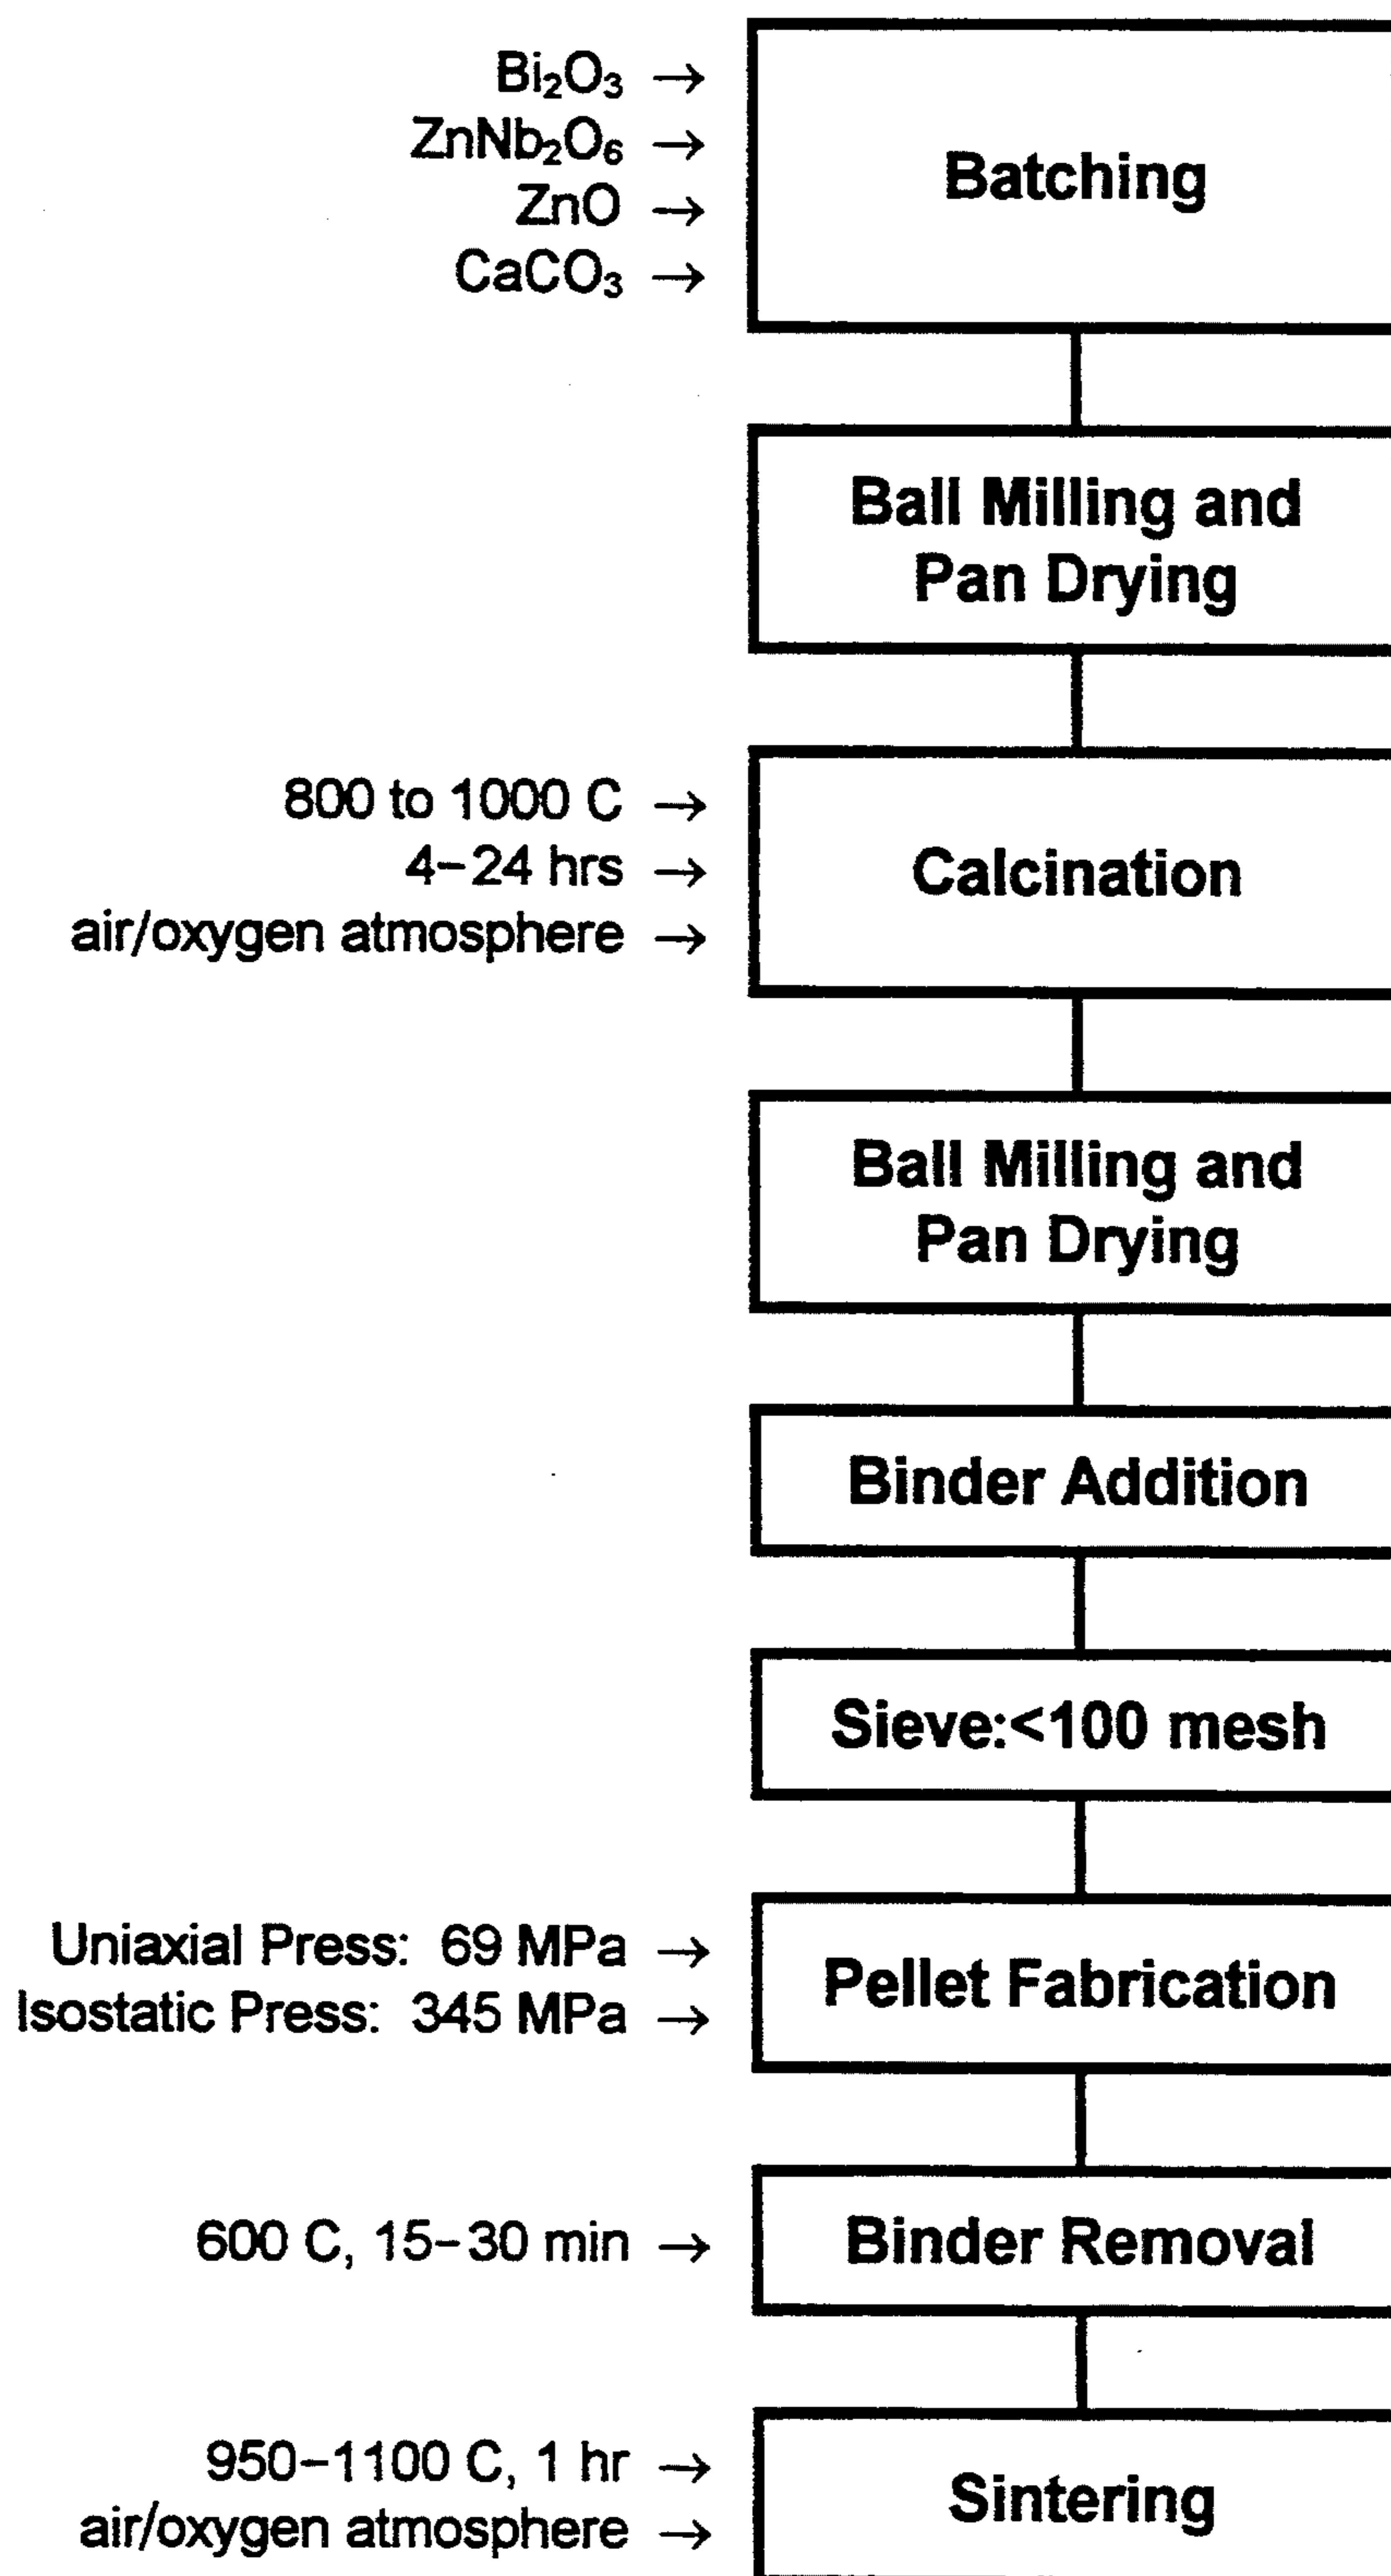 Bi₂O₃ →
ZnNb₂O₆ →
ZnO →
CaCO₃ →
Batching
Ball Milling and
Pan Drying
800 to 1000 C →
4–24 hrs →
air/oxygen atmosphere →
Calcination
Ball Milling and
Pan Drying
Binder Addition
Sieve:<100 mesh
Uniaxial Press: 69 MPa →
Isostatic Press: 345 MPa →
Pellet Fabrication
600 C, 15–30 min →
Binder Removal
950–1100 C, 1 hr →
air/oxygen atmosphere →
Sintering